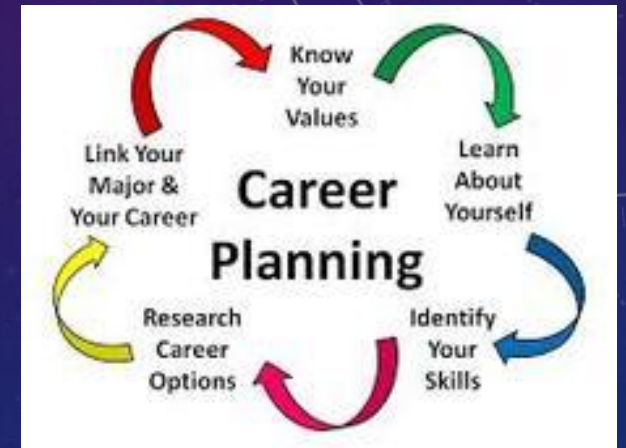 Know
Your
Values
Learn
About
Yourself
Identify
Your
Skills
Research
Career
Options
Link Your
Major &
Your Career
Career
Planning